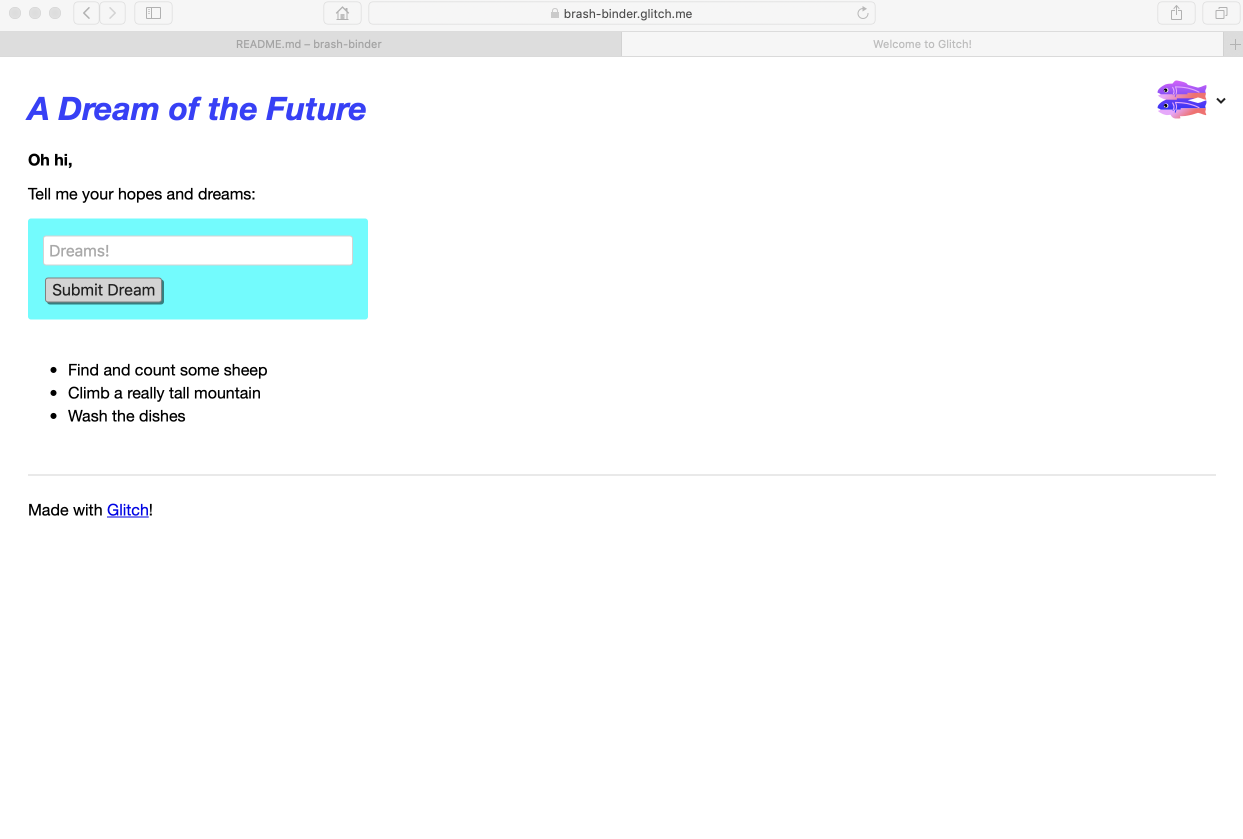 brash-binder.glitch.me
README.md – brash-binder
Welcome to Glitch!
A Dream of the Future
Oh hi,
Tell me your hopes and dreams:
Dreams!
Submit Dream
• Find and count some sheep
• Climb a really tall mountain
• Wash the dishes
Made with Glitch!